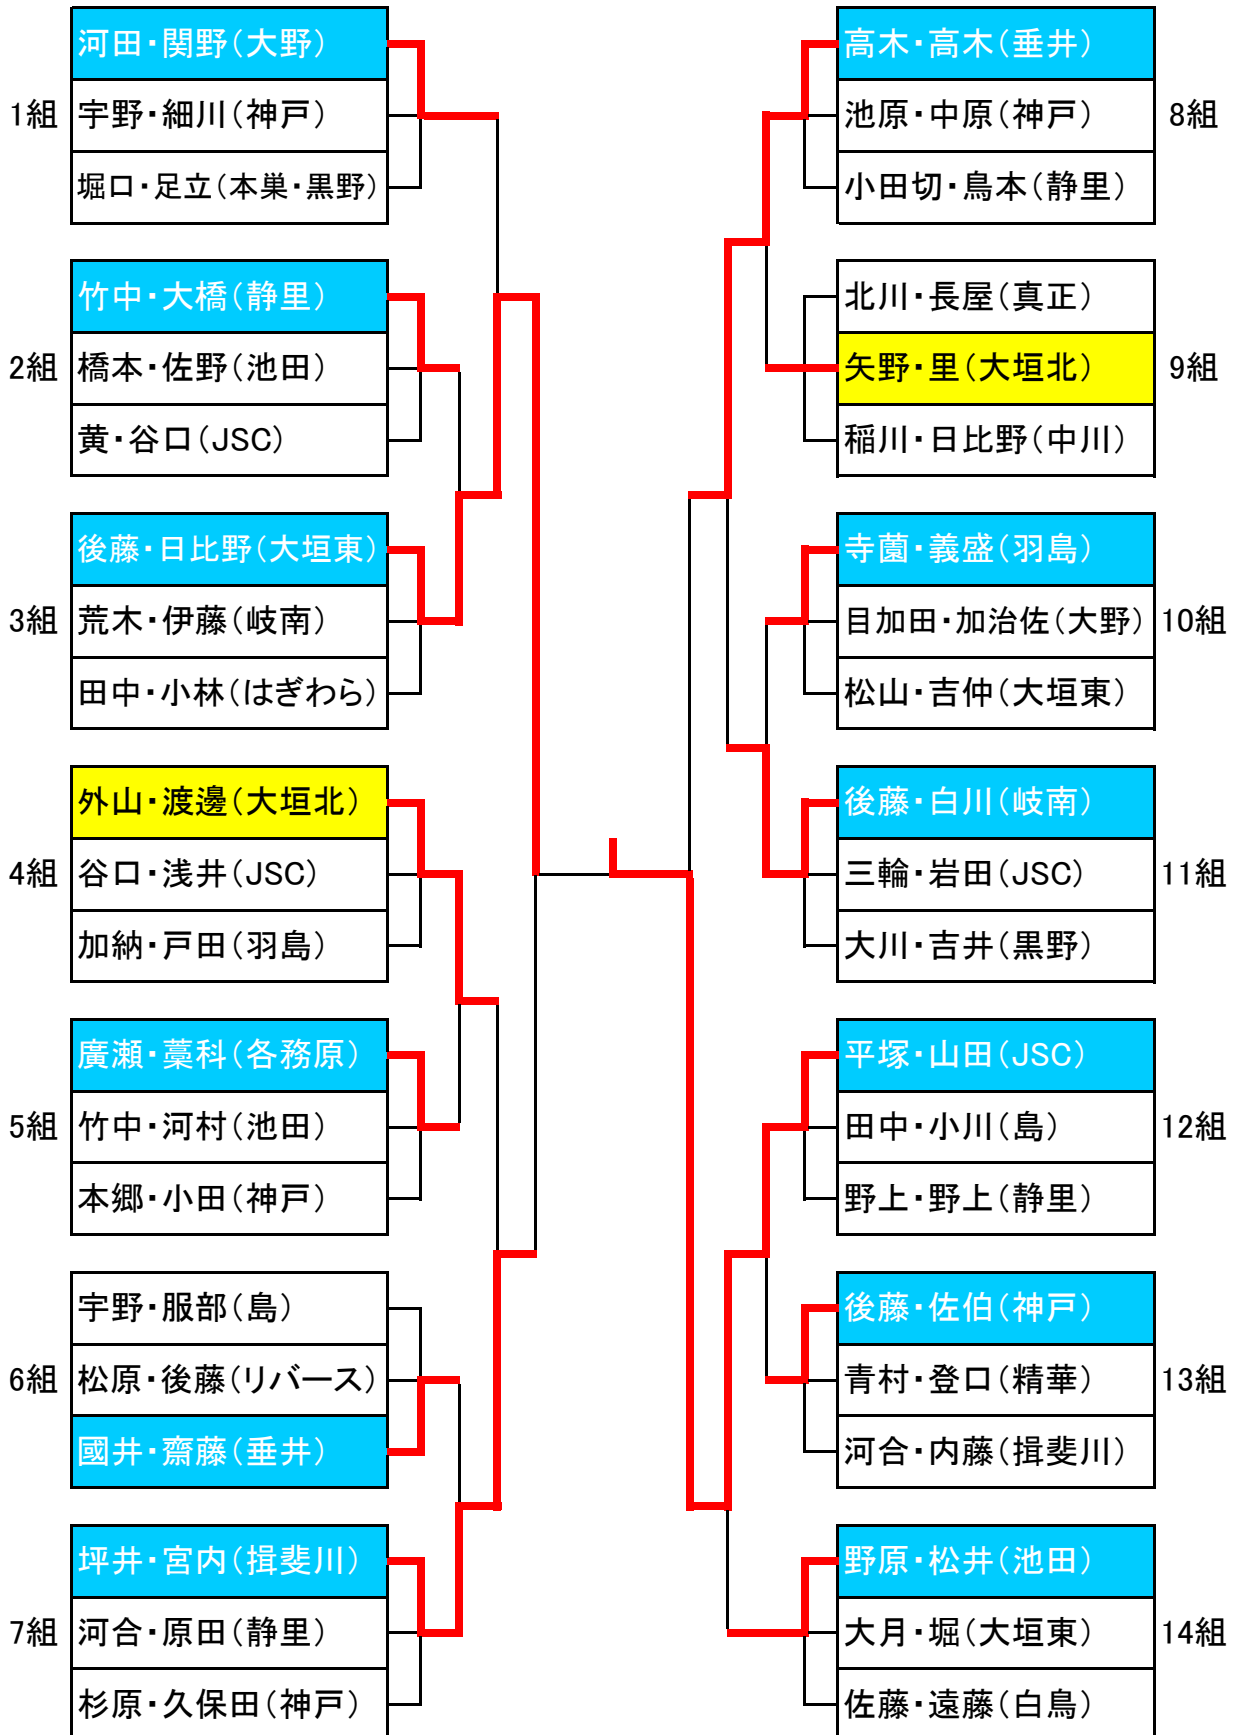 1組
河田・関野(大野)
宇野・細川(神戸)
堀口・足立(本巣・黒野)
2組
竹中・大橋(静里)
橋本・佐野(池田)
黄・谷口(JSC)
3組
後藤・日比野(大垣東)
荒木・伊藤(岐南)
田中・小林(はぎわら)
4組
外山・渡邊(大垣北)
谷口・浅井(JSC)
加納・戸田(羽島)
5組
廣瀬・藁科(各務原)
竹中・河村(池田)
本郷・小田(神戸)
6組
宇野・服部(島)
松原・後藤(リバース)
國井・齋藤(垂井)
7組
坪井・宮内(揖斐川)
河合・原田(静里)
杉原・久保田(神戸)
8組
高木・高木(垂井)
池原・中原(神戸)
小田切・鳥本(静里)
9組
北川・長屋(真正)
矢野・里(大垣北)
稲川・日比野(中川)
10組
寺薗・義盛(羽島)
目加田・加治佐(大野)
松山・吉仲(大垣東)
11組
後藤・白川(岐南)
三輪・岩田(JSC)
大川・吉井(黒野)
12組
平塚・山田(JSC)
田中・小川(島)
野上・野上(静里)
13組
後藤・佐伯(神戸)
青村・登口(精華)
河合・内藤(揖斐川)
14組
野原・松井(池田)
大月・堀(大垣東)
佐藤・遠藤(白鳥)